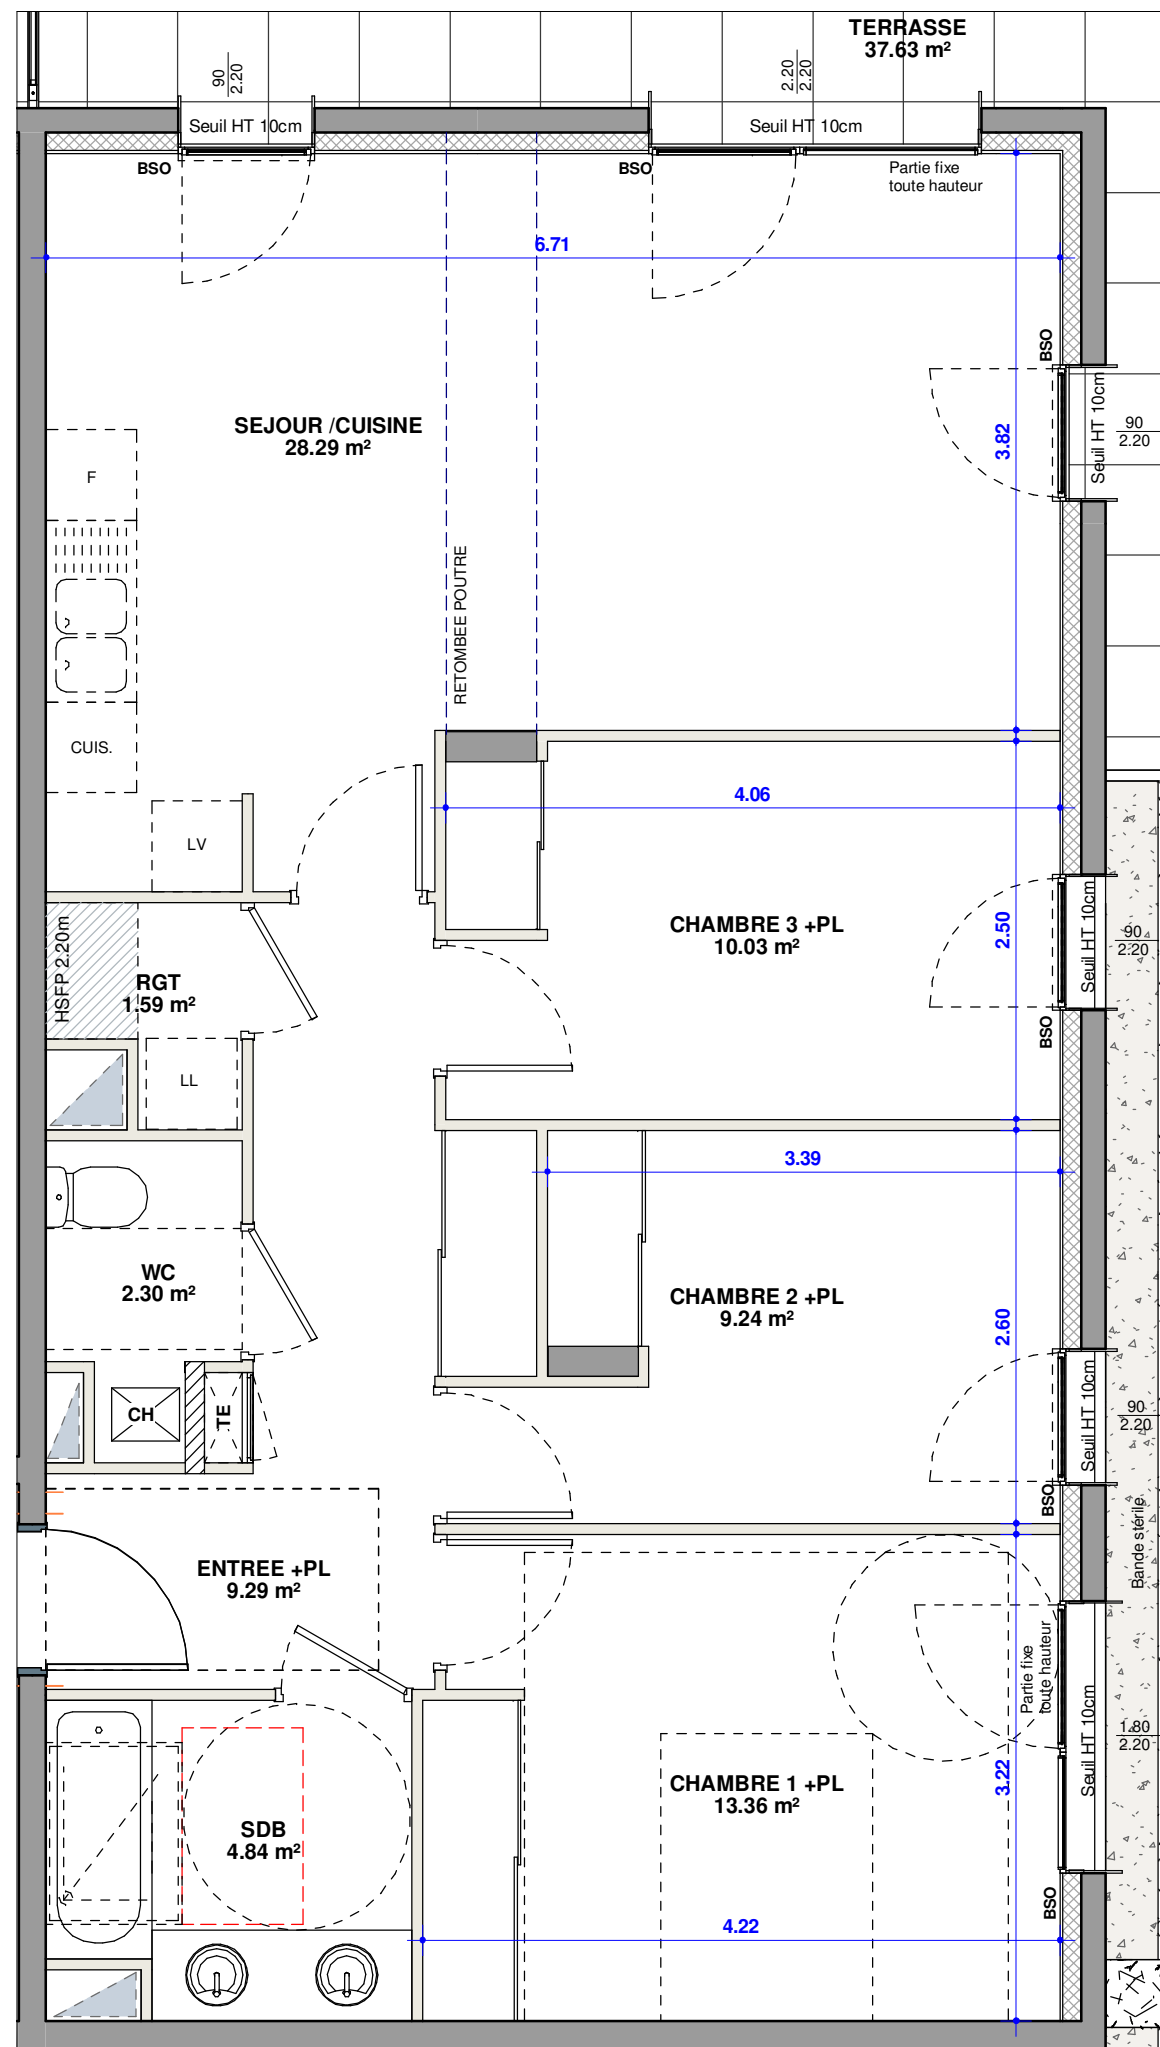 TERRASSE
37.63 m²
90
2.20
2.20
2.20
Seuil HT 10cm
Seuil HT 10cm
BSO
BSO
Partie fixe
toute hauteur
6.71
BSO
SEJOUR /CUISINE
28.29 m²
3.82
Seuil HT 10cm
90
2.20
F
RETOMBEE POUTRE
CUIS.
4.06
LV
CHAMBRE 3 +PL
10.03 m²
2.50
Seuil HT 10cm
90
2.20
HSFP 2.20m
RGT
1.59 m²
BSO
LL
3.39
WC
2.30 m²
CHAMBRE 2 +PL
9.24 m²
2.60
Seuil HT 10cm
90
2.20
CH
TE
BSO
Bande stérile
ENTREE +PL
9.29 m²
Partie fixe
toute hauteur
Seuil HT 10cm
1.80
2.20
3.22
CHAMBRE 1 +PL
13.36 m²
SDB
4.84 m²
BSO
4.22